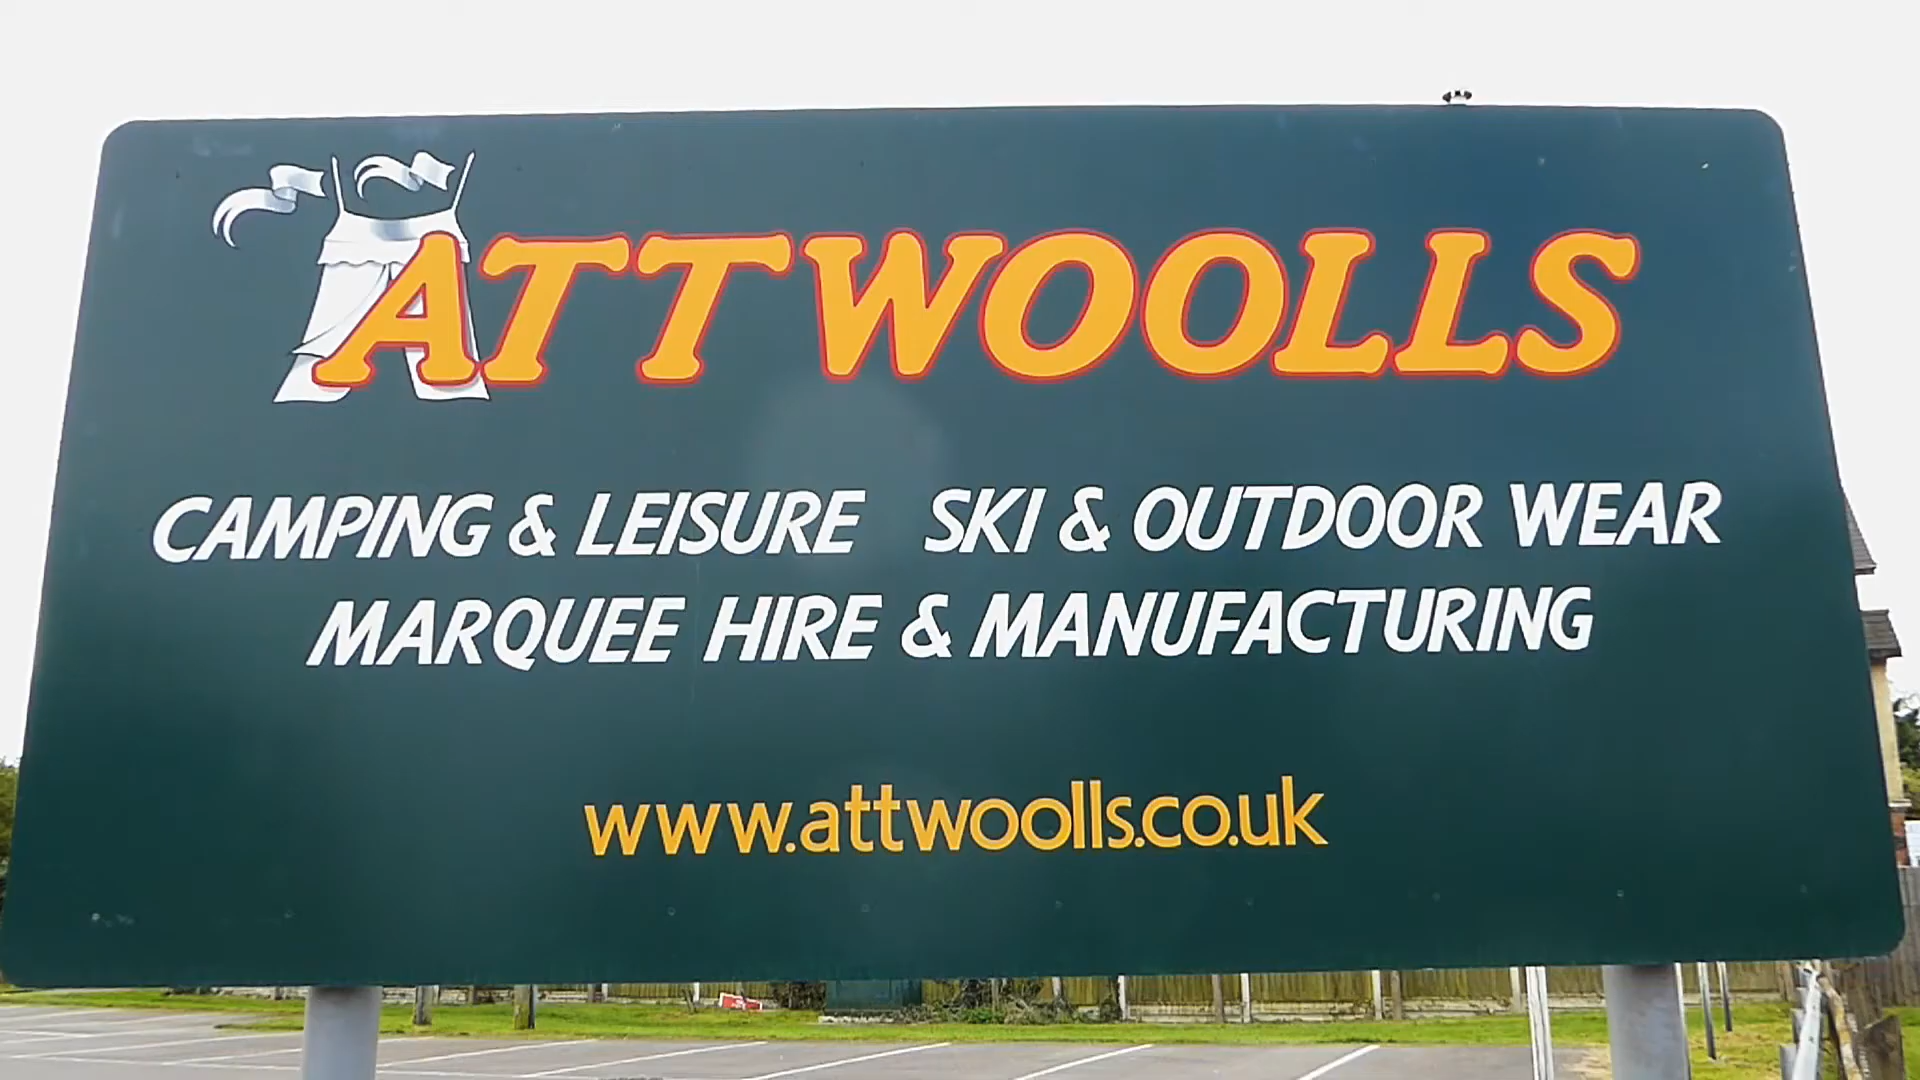 ATTWOOLLS
CAMPING & LEISURE SKI & OUTDOOR WEAR
MARQUEE HIRE & MANUFACTURING
www.attwoolls.co.uk